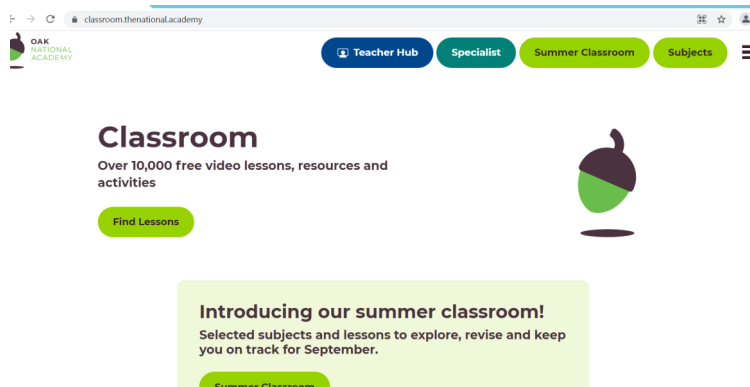 classroom.thenational.academy
OAK
NATIONAL
ACADEMY
Teacher Hub
Specialist
Summer Classroom
Subjects
Classroom
Over 10,000 free video lessons, resources and
activities
Find Lessons
Introducing our summer classroom!
Selected subjects and lessons to explore, revise and keep
you on track for September.
Summer Classroom